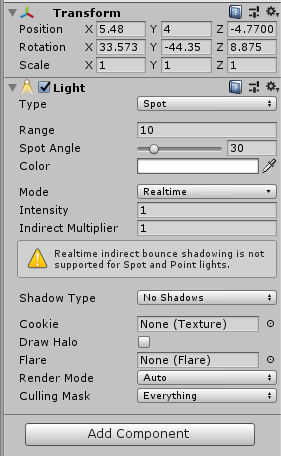 Transform
Position X 5.48 Y 4 Z -4.7700
Rotation X 33.573 Y -44.35 Z 8.875
Scale X 1 Y 1 Z 1
Light
Type Spot
Range 10
Spot Angle 30
Color
Mode Realtime
Intensity 1
Indirect Multiplier 1
Realtime indirect bounce shadowing is not
supported for Spot and Point lights.
Shadow Type No Shadows
Cookie None (Texture)
Draw Halo
Flare None (Flare)
Render Mode Auto
Culling Mask Everything
Add Component